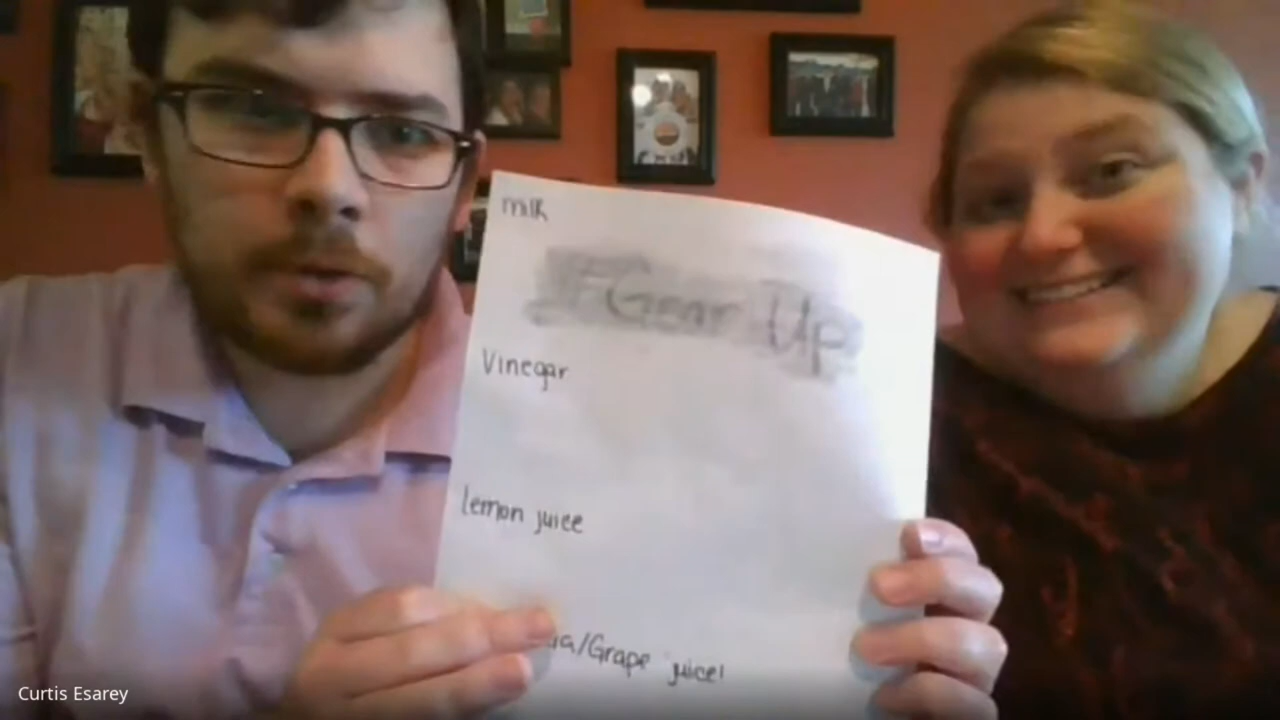 milk
#Gear Up
Vinegar
lemon juice
/Grape juice!
Curtis Esarey